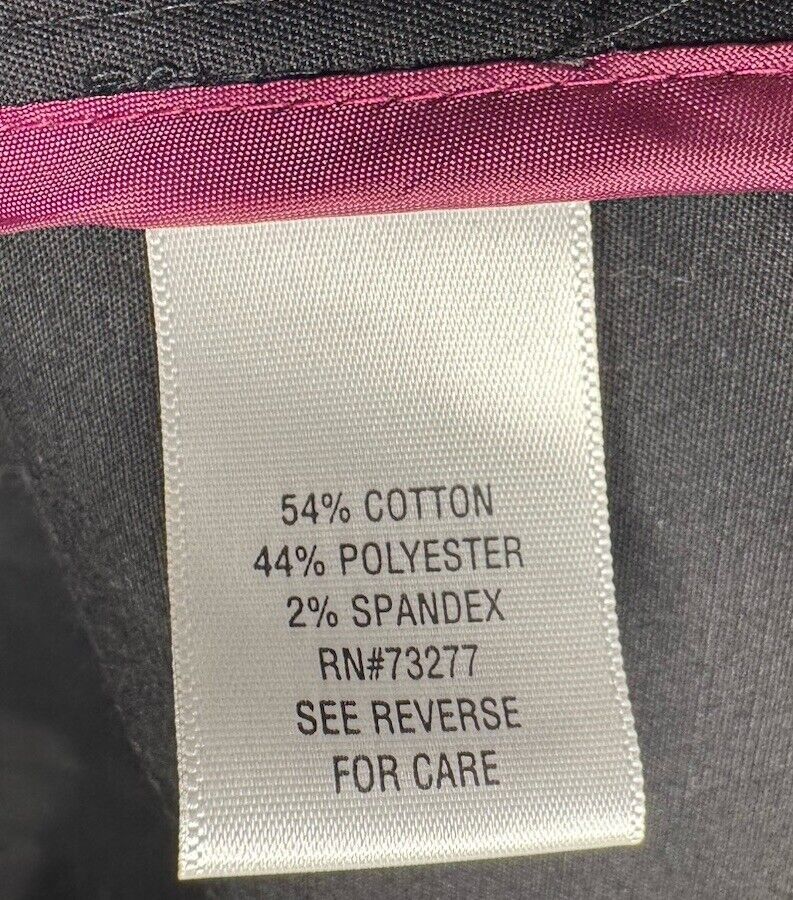 54% COTTON
44% POLYESTER
2% SPANDEX
RN#73277
SEE REVERSE
FOR CARE